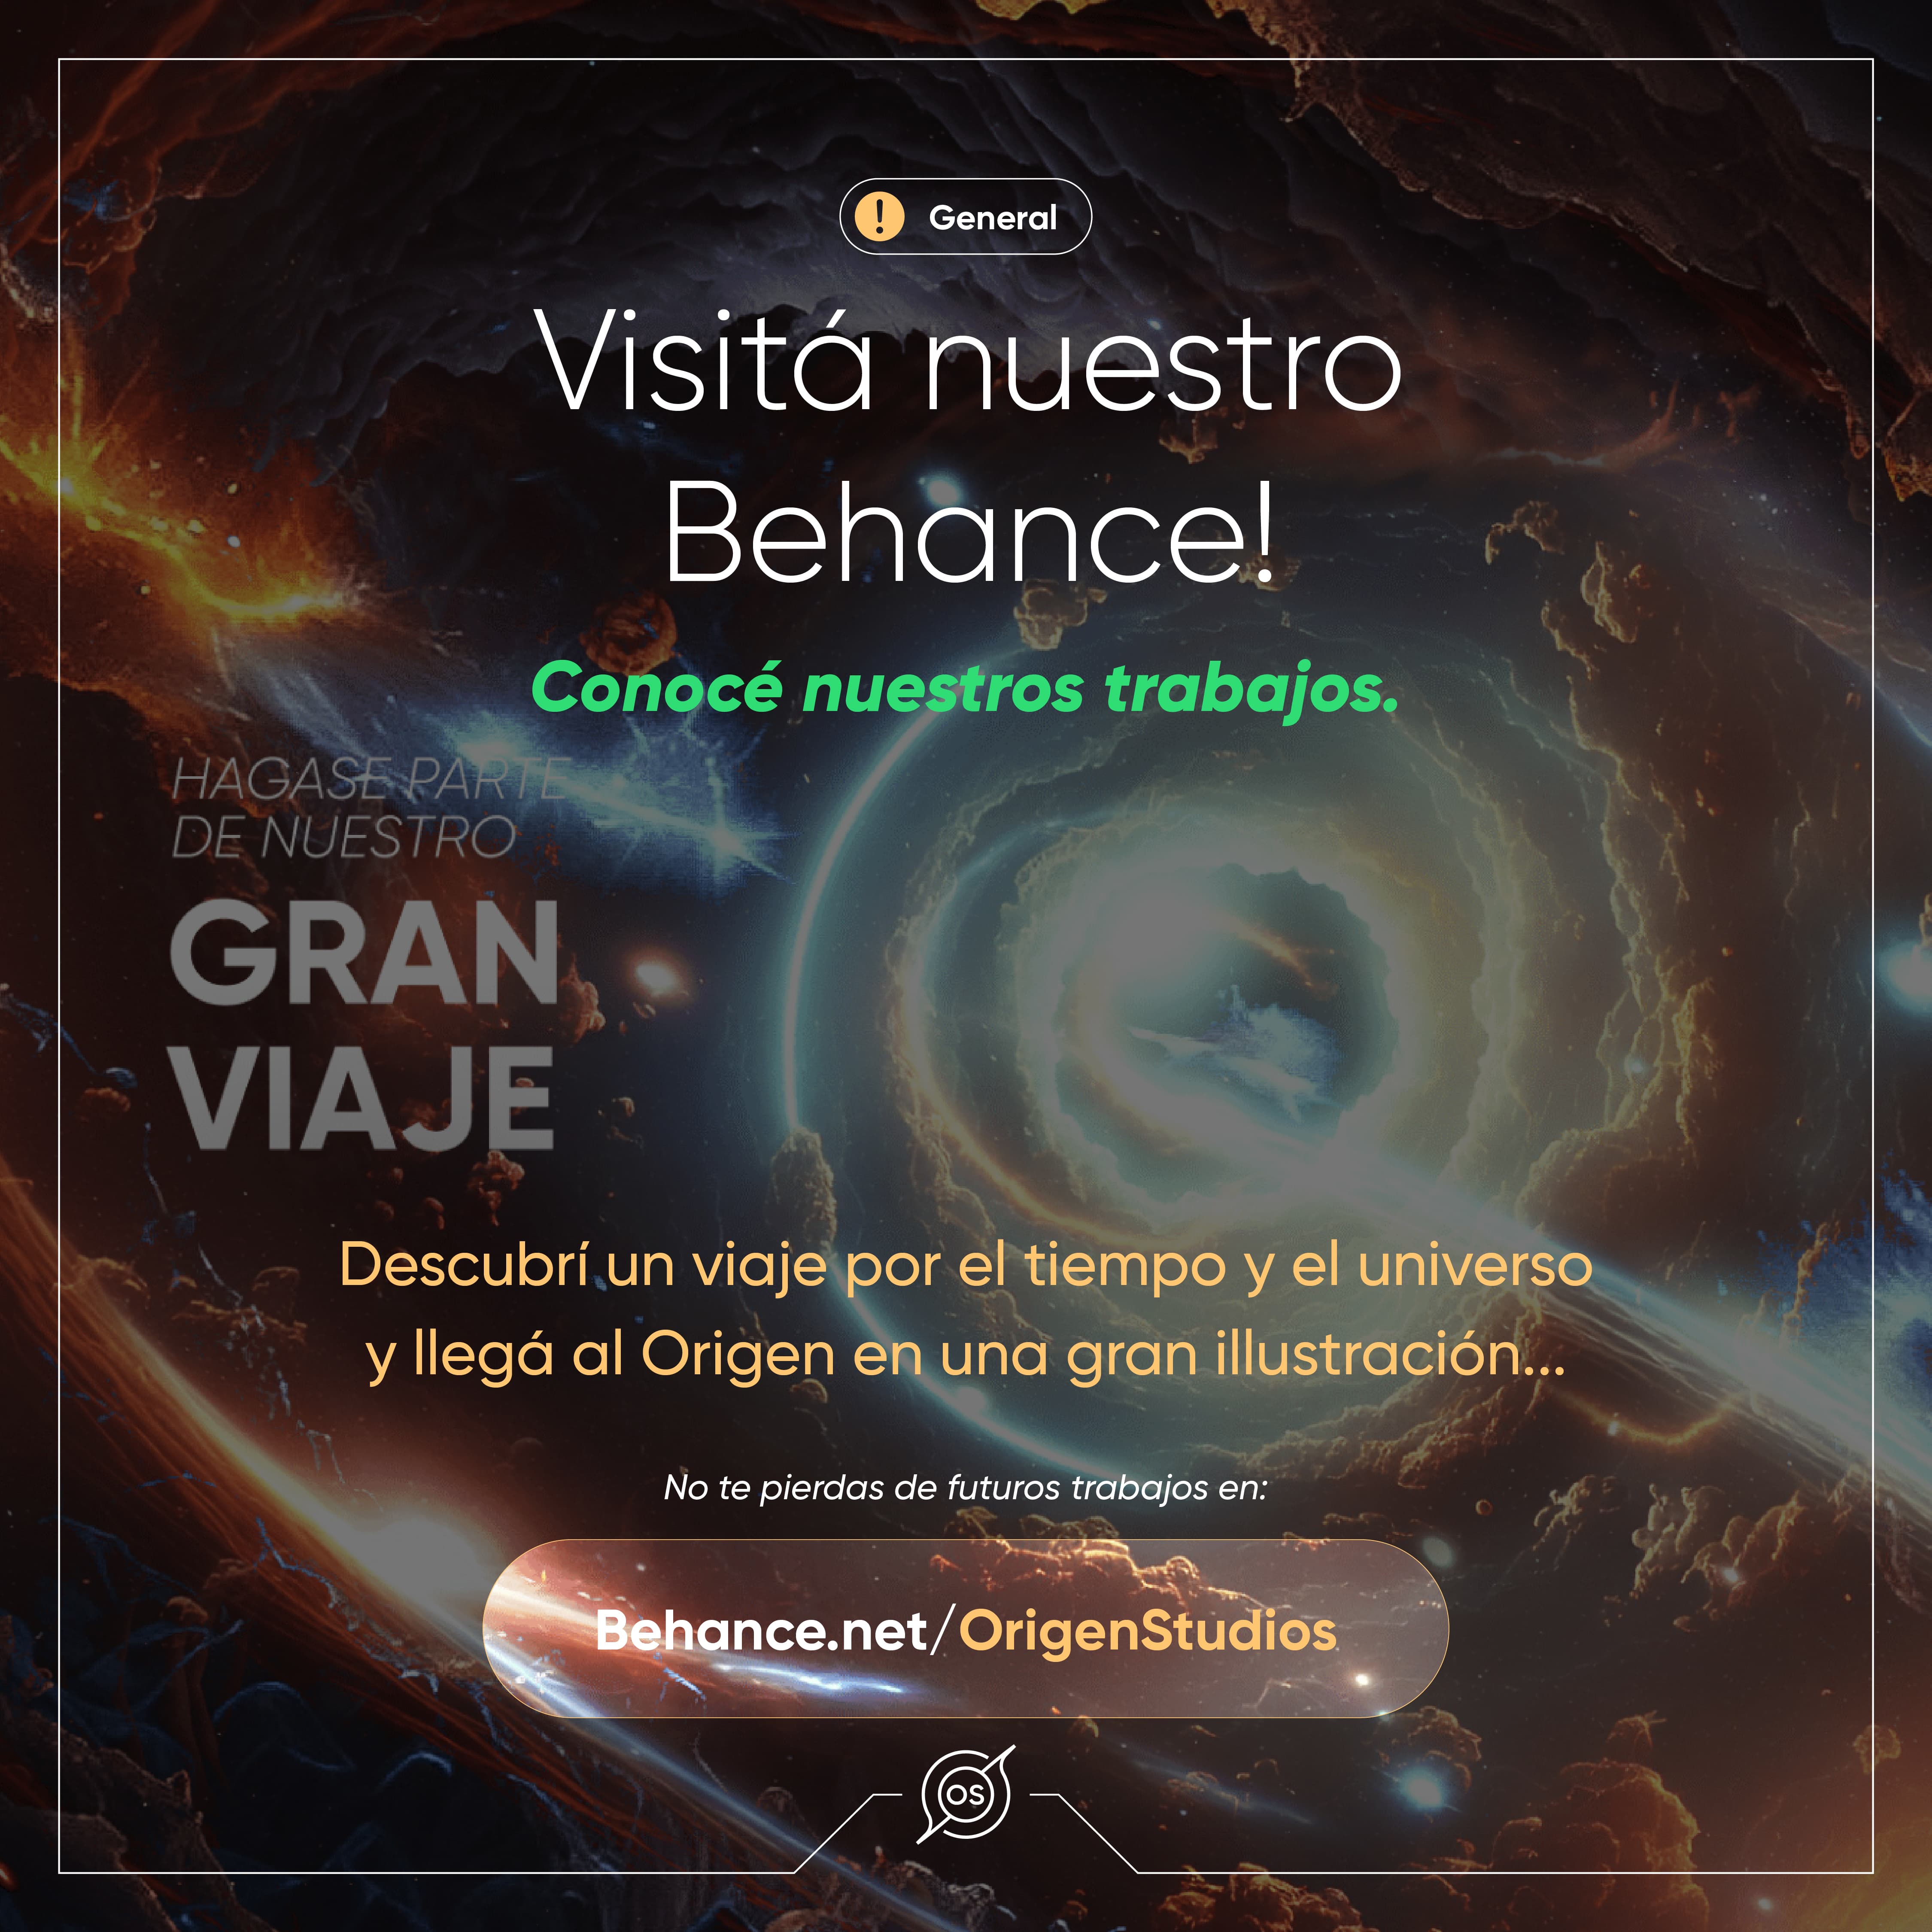 ! General
Visitá nuestro
Behance!
Conocé nuestros trabajos.
HAGASE PARTE
DE NUESTRO
GRAN
VIAJE
Descubrí un viaje por el tiempo y el universo
y llegá al Origen en una gran illustración...
No te pierdas de futuros trabajos en:
Behance.net/OrigenStudios
OS